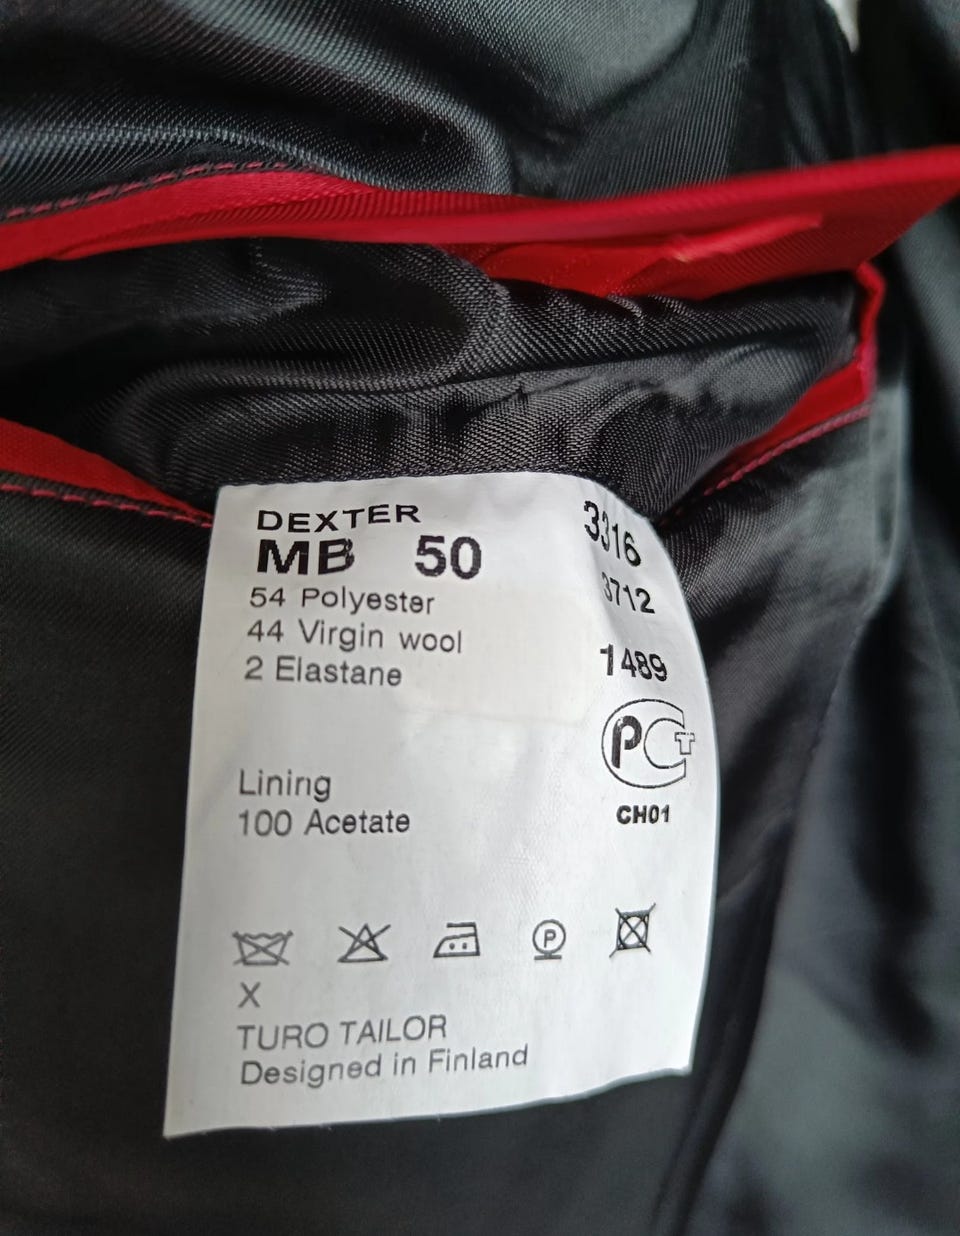 DEXTER
MB 50
54 Polyester
44 Virgin wool
2 Elastane
3316
3712
1489
РСТ
CH01
Lining
100 Acetate
P
X
TURO TAILOR
Designed in Finland